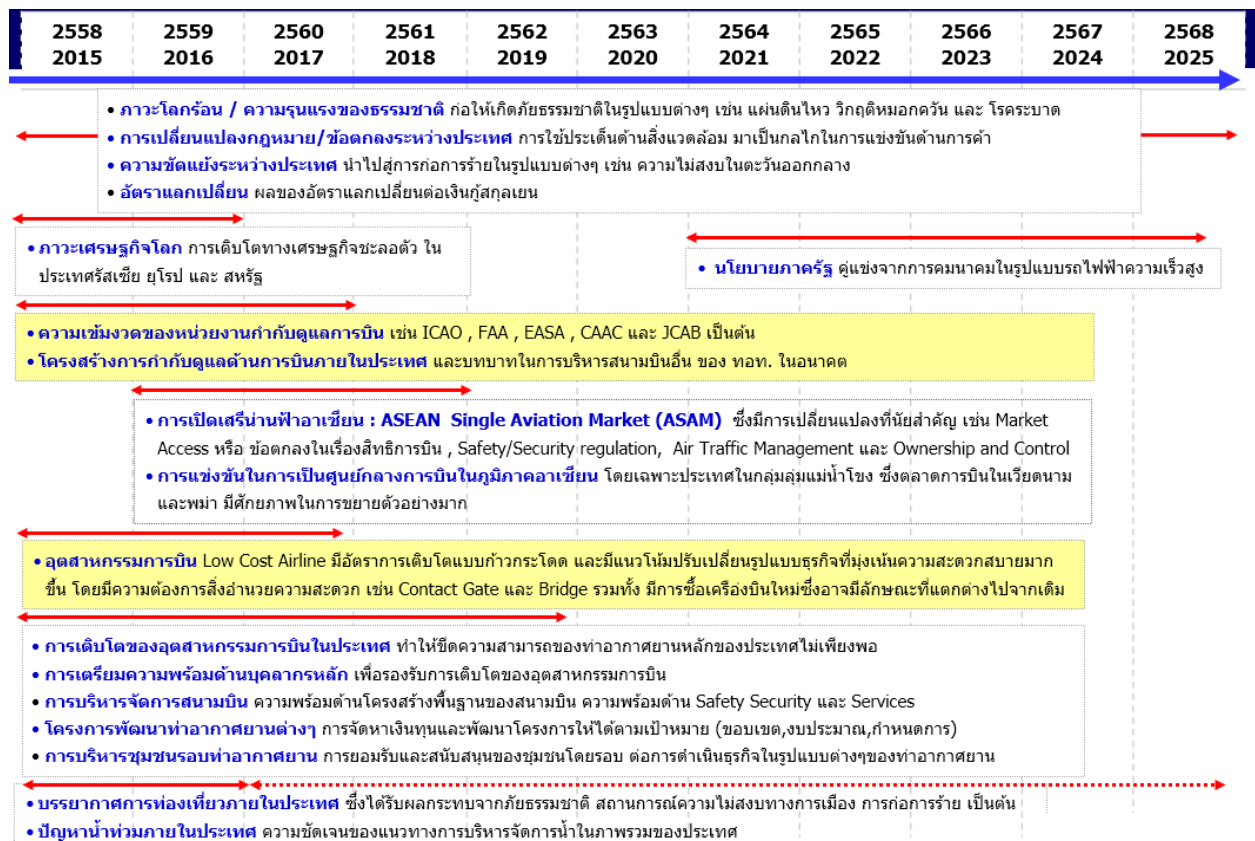 2558 2559 2560 2561 2562 2563 2564 2565 2566 2567 2568
2015 2016 2017 2018 2019 2020 2021 2022 2023 2024 2025
• ภาวะโลกร้อน / ความรุนแรงของธรรมชาติ ก่อให้เกิดภัยธรรมชาติในรูปแบบต่างๆ เช่น แผ่นดินไหว วิกฤติหมอกควัน และ โรคระบาด
• การเปลี่ยนแปลงกฎหมาย/ข้อตกลงระหว่างประเทศ การใช้ประเด็นด้านสิ่งแวดล้อม มาเป็นกลไกในการแข่งขันด้านการค้า
• ความขัดแย้งระหว่างประเทศ นำไปสู่การก่อการร้ายในรูปแบบต่างๆ เช่น ความไม่สงบในตะวันออกกลาง
• อัตราแลกเปลี่ยน ผลของอัตราแลกเปลี่ยนต่อเงินกู้สกุลเยน
• ภาวะเศรษฐกิจโลก การเติบโตทางเศรษฐกิจชะลอตัว ใน
ประเทศรัสเซีย ยุโรป และ สหรัฐ
• นโยบายภาครัฐ คู่แข่งจากการคมนาคมในรูปแบบรถไฟฟ้าความเร็วสูง
• ความเข้มงวดของหน่วยงานกำกับดูแลการบิน เช่น ICAO , FAA , EASA , CAAC และ JCAB เป็นต้น
• โครงสร้างการกำกับดูแลด้านการบินภายในประเทศ และบทบาทในการบริหารสนามบินอื่น ของ ทอท. ในอนาคต
• การเปิดเสรีน่านฟ้าอาเซียน : ASEAN Single Aviation Market (ASAM) ซึ่งมีการเปลี่ยนแปลงที่นัยสำคัญ เช่น Market
Access หรือ ข้อตกลงในเรื่องสิทธิการบิน , Safety/Security regulation, Air Traffic Management และ Ownership and Control
• การแข่งขันในการเป็นศูนย์กลางการบินในภูมิภาคอาเซียน โดยเฉพาะประเทศในกลุ่มลุ่มแม่น้ำโขง ซึ่งตลาดการบินในเวียดนาม
และพม่า มีศักยภาพในการขยายตัวอย่างมาก
• อุตสาหกรรมการบิน Low Cost Airline มีอัตราการเติบโตแบบก้าวกระโดด และมีแนวโน้มปรับเปลี่ยนรูปแบบธุรกิจที่มุ่งเน้นความสะดวกสบายมาก
ขึ้น โดยมีความต้องการสิ่งอำนวยความสะดวก เช่น Contact Gate และ Bridge รวมทั้ง มีการซื้อเครื่องบินใหม่ซึ่งอาจมีลักษณะที่แตกต่างไปจากเดิม
• การเติบโตของอุตสาหกรรมการบินในประเทศ ทำให้ขีดความสามารถของท่าอากาศยานหลักของประเทศไม่เพียงพอ
• การเตรียมความพร้อมด้านบุคลากรหลัก เพื่อรองรับการเติบโตของอุตสาหกรรมการบิน
• การบริหารจัดการสนามบิน ความพร้อมด้านโครงสร้างพื้นฐานของสนามบิน ความพร้อมด้าน Safety Security และ Services
• โครงการพัฒนาท่าอากาศยานต่างๆ การจัดหาเงินทุนและพัฒนาโครงการให้ได้ตามเป้าหมาย (ขอบเขต,งบประมาณ,กำหนดการ)
• การบริหารชุมชนรอบท่าอากาศยาน การยอมรับและสนับสนุนของชุมชนโดยรอบ ต่อการดำเนินธุรกิจในรูปแบบต่างๆของท่าอากาศยาน
• บรรยากาศการท่องเที่ยวภายในประเทศ ซึ่งได้รับผลกระทบจากภัยธรรมชาติ สถานการณ์ความไม่สงบทางการเมือง การก่อการร้าย เป็นต้น
• ปัญหาน้ำท่วมภายในประเทศ ความชัดเจนของแนวทางการบริหารจัดการน้ำในภาพรวมของประเทศ